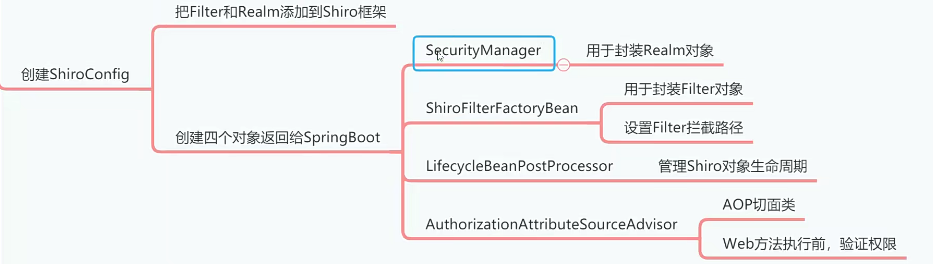 把Filter和Realm添加到Shiro框架
SecurityManager
用于封装Realm对象
创建ShiroConfig
用于封装Filter对象
ShiroFilterFactoryBean
设置Filter拦截路径
创建四个对象返回给SpringBoot
LifecycleBeanPostProcessor
管理Shiro对象生命周期
AOP切面类
AuthorizationAttributeSourceAdvisor
Web方法执行前，验证权限